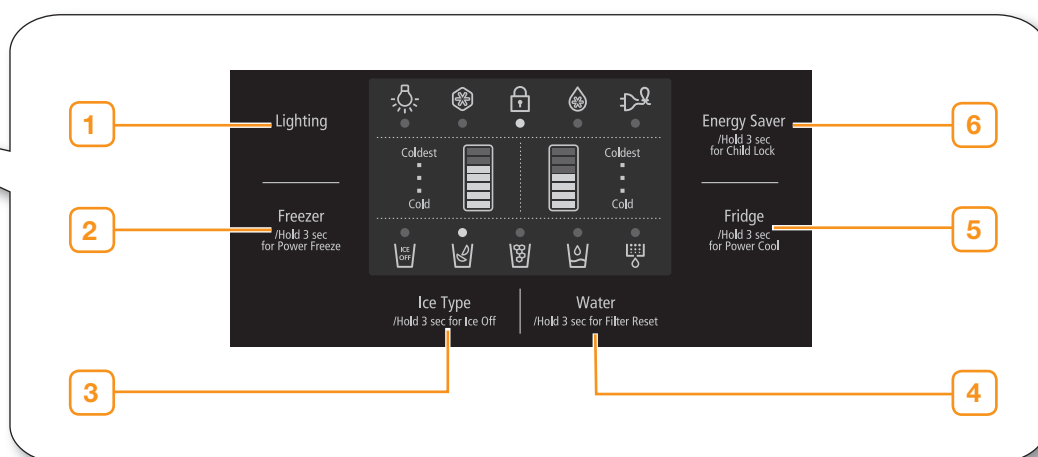 1
Lighting
Energy Saver
/Hold 3 sec
for Child Lock
6
Coldest
Cold
Coldest
Cold
2
Freezer
/Hold 3 sec
for Power Freeze
Fridge
/Hold 3 sec
for Power Cool
5
ICE
OFF
Ice Type
/Hold 3 sec for Ice Off
Water
/Hold 3 sec for Filter Reset
3
4